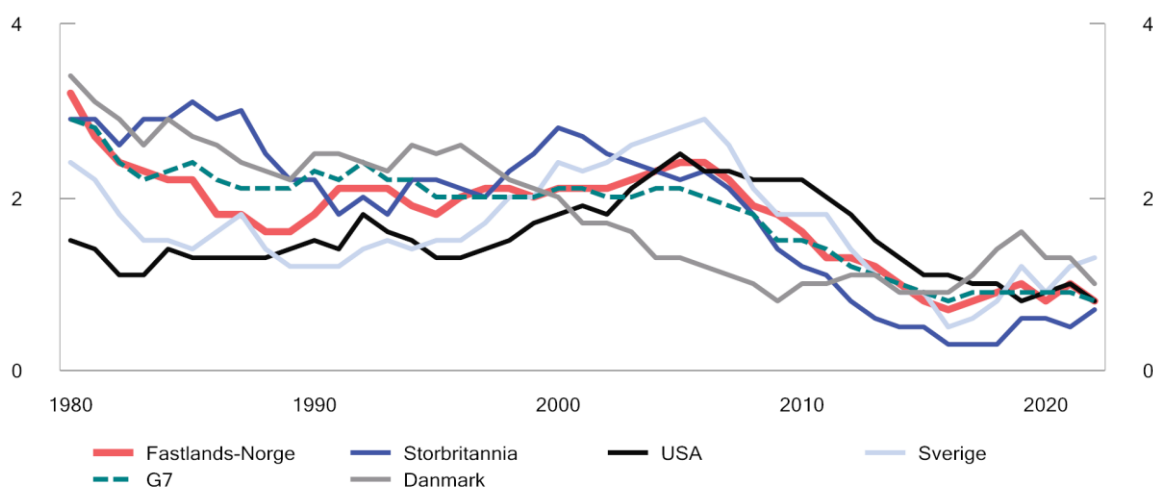 4 4
2 2
0 0
1980 1990 2000 2010 2020
Fastlands-Norge Storbritannia USA Sverige
G7 Danmark